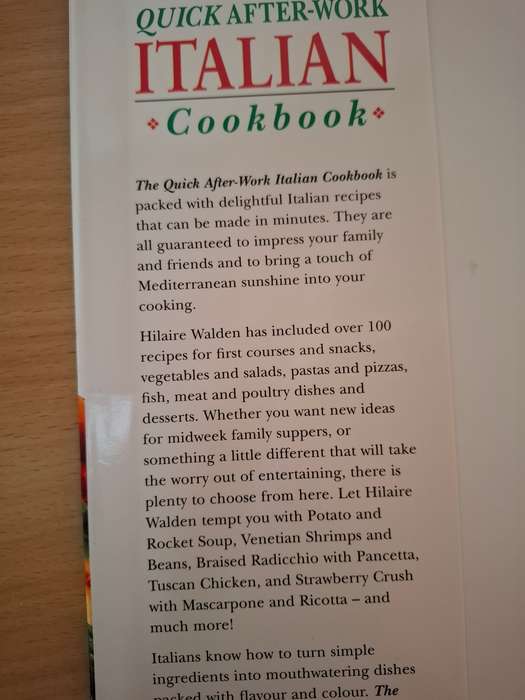 QUICK AFTER-WORK
ITALIAN
Cookbook
The Quick After-Work Italian Cookbook is
packed with delightful Italian recipes
that can be made in minutes. They are
all guaranteed to impress your family
and friends and to bring a touch of
Mediterranean sunshine into your
cooking.
Hilaire Walden has included over 100
recipes for first courses and snacks,
vegetables and salads, pastas and pizzas,
fish, meat and poultry dishes and
desserts. Whether you want new ideas
for midweek family suppers, or
something a little different that will take
the worry out of entertaining, there is
plenty to choose from here. Let Hilaire
Walden tempt you with Potato and
Rocket Soup, Venetian Shrimps and
Beans, Braised Radicchio with Pancetta,
Tuscan Chicken, and Strawberry Crush
with Mascarpone and Ricotta – and
much more!
Italians know how to turn simple
ingredients into mouthwatering dishes
packed with flavour and colour. The